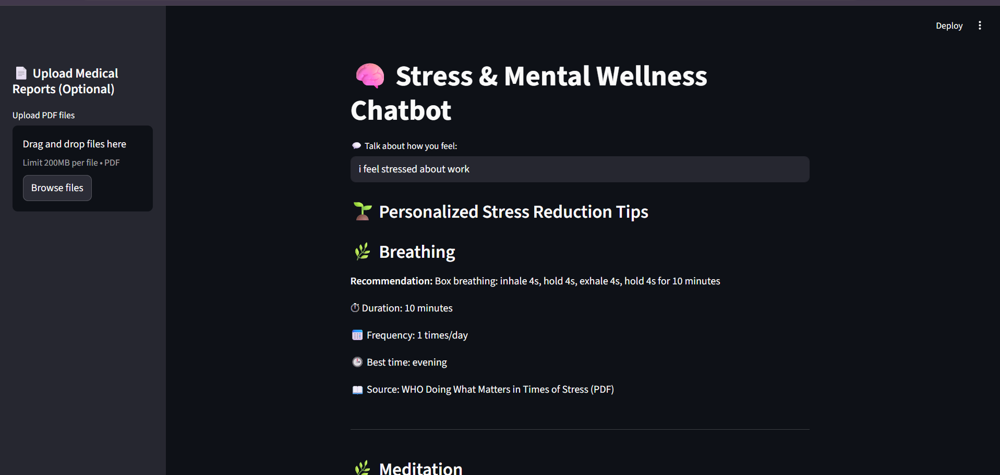 Deploy
Upload Medical
Reports (Optional)
Upload PDF files
Drag and drop files here
Limit 200MB per file • PDF
Browse files
Stress & Mental Wellness
Chatbot
Talk about how you feel:
i feel stressed about work
Personalized Stress Reduction Tips
Breathing
Recommendation: Box breathing: inhale 4s, hold 4s, exhale 4s, hold 4s for 10 minutes
Duration: 10 minutes
Frequency: 1 times/day
Best time: evening
Source: WHO Doing What Matters in Times of Stress (PDF)
Meditation